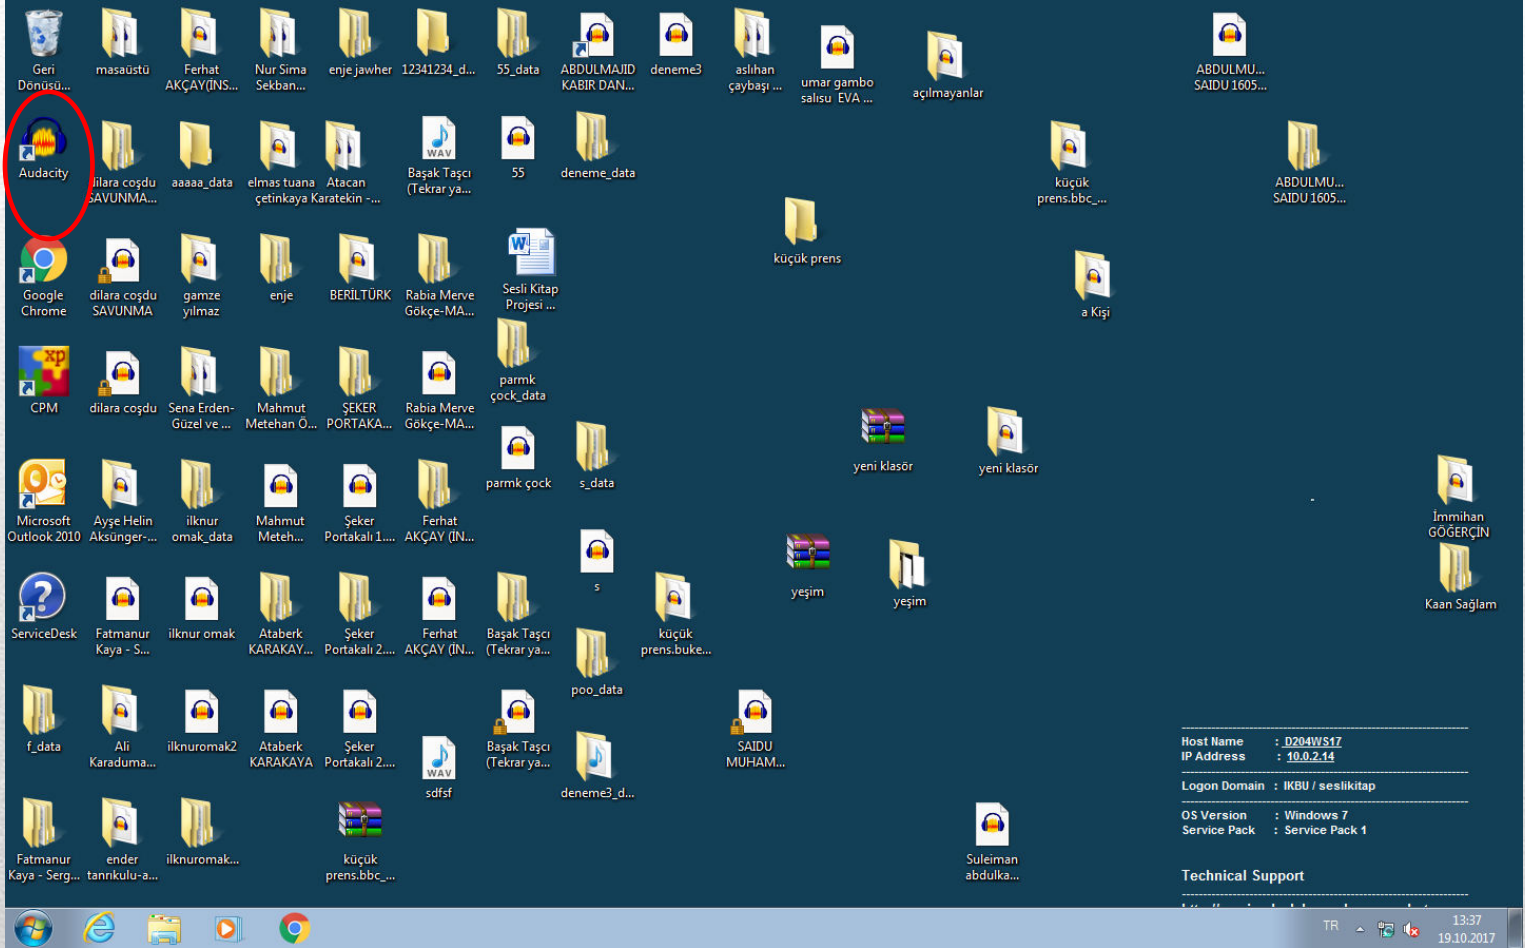 Geri
Dönüşü...
masaüstü
Ferhat
AKÇAY(İNS...
Nur Sima
Sekban...
enje jawher
12341234_d...
55_data
ABDULMAJID
KABIR DAN...
deneme3
aslıhan
çaybaşı ...
umar gambo
salısu EVA ...
açılmayanlar
ABDULMU...
SAIDU 1605...
Audacity
dilara coşdu
SAVUNMA...
aaaaa_data
elmas tuana
çetinkaya
Atacan
Karatekin -...
WAV
Başak Taşcı
(Tekrar ya...
55
deneme_data
küçük
prens.bbc_...
ABDULMU...
SAIDU 1605...
küçük prens
Google
Chrome
dilara coşdu
SAVUNMA
gamze
yılmaz
enje
BERİLTÜRK
Rabia Merve
Gökçe-MA...
W
Sesli Kitap
Projesi ...
a Kişi
xp
CPM
dilara coşdu
Sena Erden-
Güzel ve ...
Mahmut
Metehan Ö...
ŞEKER
PORTAKA...
Rabia Merve
Gökçe-MA...
parmk
çock_data
yeni klasör
yeni klasör
Microsoft
Outlook 2010
Ayşe Helin
Aksünger-...
ilknur
omak_data
Mahmut
Meteh...
Şeker
Portakalı 1....
Ferhat
AKÇAY (İN...
parmk çock
s_data
İmmihan
GÖĞERÇİN
ServiceDesk
Fatmanur
Kaya - S...
ilknur omak
Ataberk
KARAKAY...
Şeker
Portakalı 2....
Ferhat
AKÇAY (İN...
Başak Taşcı
(Tekrar ya...
s
küçük
prens.buke...
yeşim
yeşim
Kaan Sağlam
f_data
Ali
Karaduma...
ilknuromak2
Ataberk
KARAKAYA
Şeker
Portakalı 2....
WAV
sdfsf
Başak Taşcı
(Tekrar ya...
poo_data
SAIDU
MUHAM...
Fatmanur
Kaya - Serg...
ender
tanrıkulu-a...
ilknuromak...
küçük
prens.bbc_...
deneme3_d...
Suleiman
abdulka...
Host Name : D204WS17
IP Address : 10.0.2.14
Logon Domain : IKBU / seslikitap
OS Version : Windows 7
Service Pack : Service Pack 1
Technical Support
TR
13:37
19.10.2017